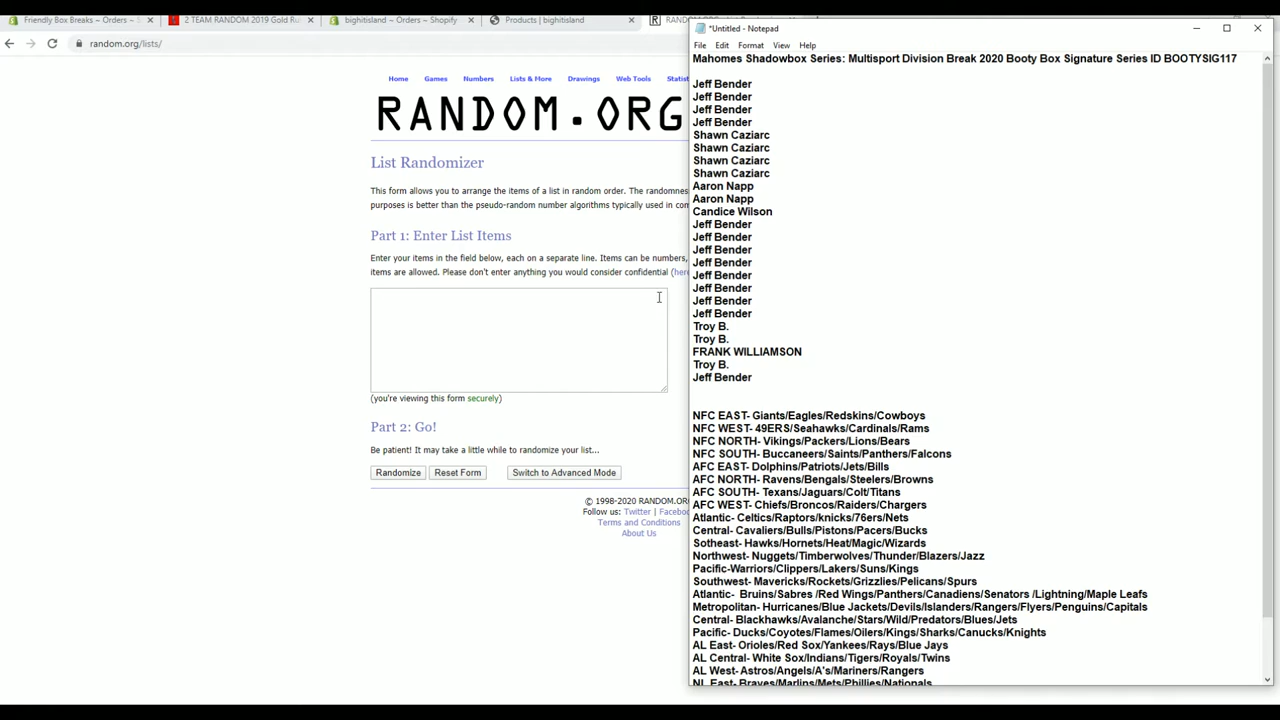 Friendly Box Breaks ~ Orders ~
2 TEAM RANDOM 2019 Gold Ru
bighitisland ~ Orders ~ Shopify
Products | bighitisland
random.org/lists/
Home Games Numbers Lists & More Drawings Web Tools Statist
RANDOM.ORG
List Randomizer
This form allows you to arrange the items of a list in random order. The randomnes
purposes is better than the pseudo-random number algorithms typically used in com
Part 1: Enter List Items
Enter your items in the field below, each on a separate line. Items can be numbers,
items are allowed. Please don't enter anything you would consider confidential (here
(you're viewing this form securely)
Part 2: Go!
Be patient! It may take a little while to randomize your list...
Randomize Reset Form Switch to Advanced Mode
© 1998-2020 RANDOM.ORG
Follow us: Twitter | Faceboo
Terms and Conditions
About Us
*Untitled - Notepad
File Edit Format View Help
Mahomes Shadowbox Series: Multisport Division Break 2020 Booty Box Signature Series ID BOOTYSIG117
Jeff Bender
Jeff Bender
Jeff Bender
Jeff Bender
Shawn Caziarc
Shawn Caziarc
Shawn Caziarc
Shawn Caziarc
Aaron Napp
Aaron Napp
Candice Wilson
Jeff Bender
Jeff Bender
Jeff Bender
Jeff Bender
Jeff Bender
Jeff Bender
Jeff Bender
Jeff Bender
Troy B.
Troy B.
FRANK WILLIAMSON
Troy B.
Jeff Bender
NFC EAST- Giants/Eagles/Redskins/Cowboys
NFC WEST- 49ERS/Seahawks/Cardinals/Rams
NFC NORTH- Vikings/Packers/Lions/Bears
NFC SOUTH- Buccaneers/Saints/Panthers/Falcons
AFC EAST- Dolphins/Patriots/Jets/Bills
AFC NORTH- Ravens/Bengals/Steelers/Browns
AFC SOUTH- Texans/Jaguars/Colt/Titans
AFC WEST- Chiefs/Broncos/Raiders/Chargers
Atlantic- Celtics/Raptors/knicks/76ers/Nets
Central- Cavaliers/Bulls/Pistons/Pacers/Bucks
Sotheast- Hawks/Hornets/Heat/Magic/Wizards
Northwest- Nuggets/Timberwolves/Thunder/Blazers/Jazz
Pacific-Warriors/Clippers/Lakers/Suns/Kings
Southwest- Mavericks/Rockets/Grizzlies/Pelicans/Spurs
Atlantic- Bruins/Sabres /Red Wings/Panthers/Canadiens/Senators /Lightning/Maple Leafs
Metropolitan- Hurricanes/Blue Jackets/Devils/Islanders/Rangers/Flyers/Penguins/Capitals
Central- Blackhawks/Avalanche/Stars/Wild/Predators/Blues/Jets
Pacific- Ducks/Coyotes/Flames/Oilers/Kings/Sharks/Canucks/Knights
AL East- Orioles/Red Sox/Yankees/Rays/Blue Jays
AL Central- White Sox/Indians/Tigers/Royals/Twins
AL West- Astros/Angels/A's/Mariners/Rangers
NL East- Braves/Marlins/Mets/Phillies/Nationals